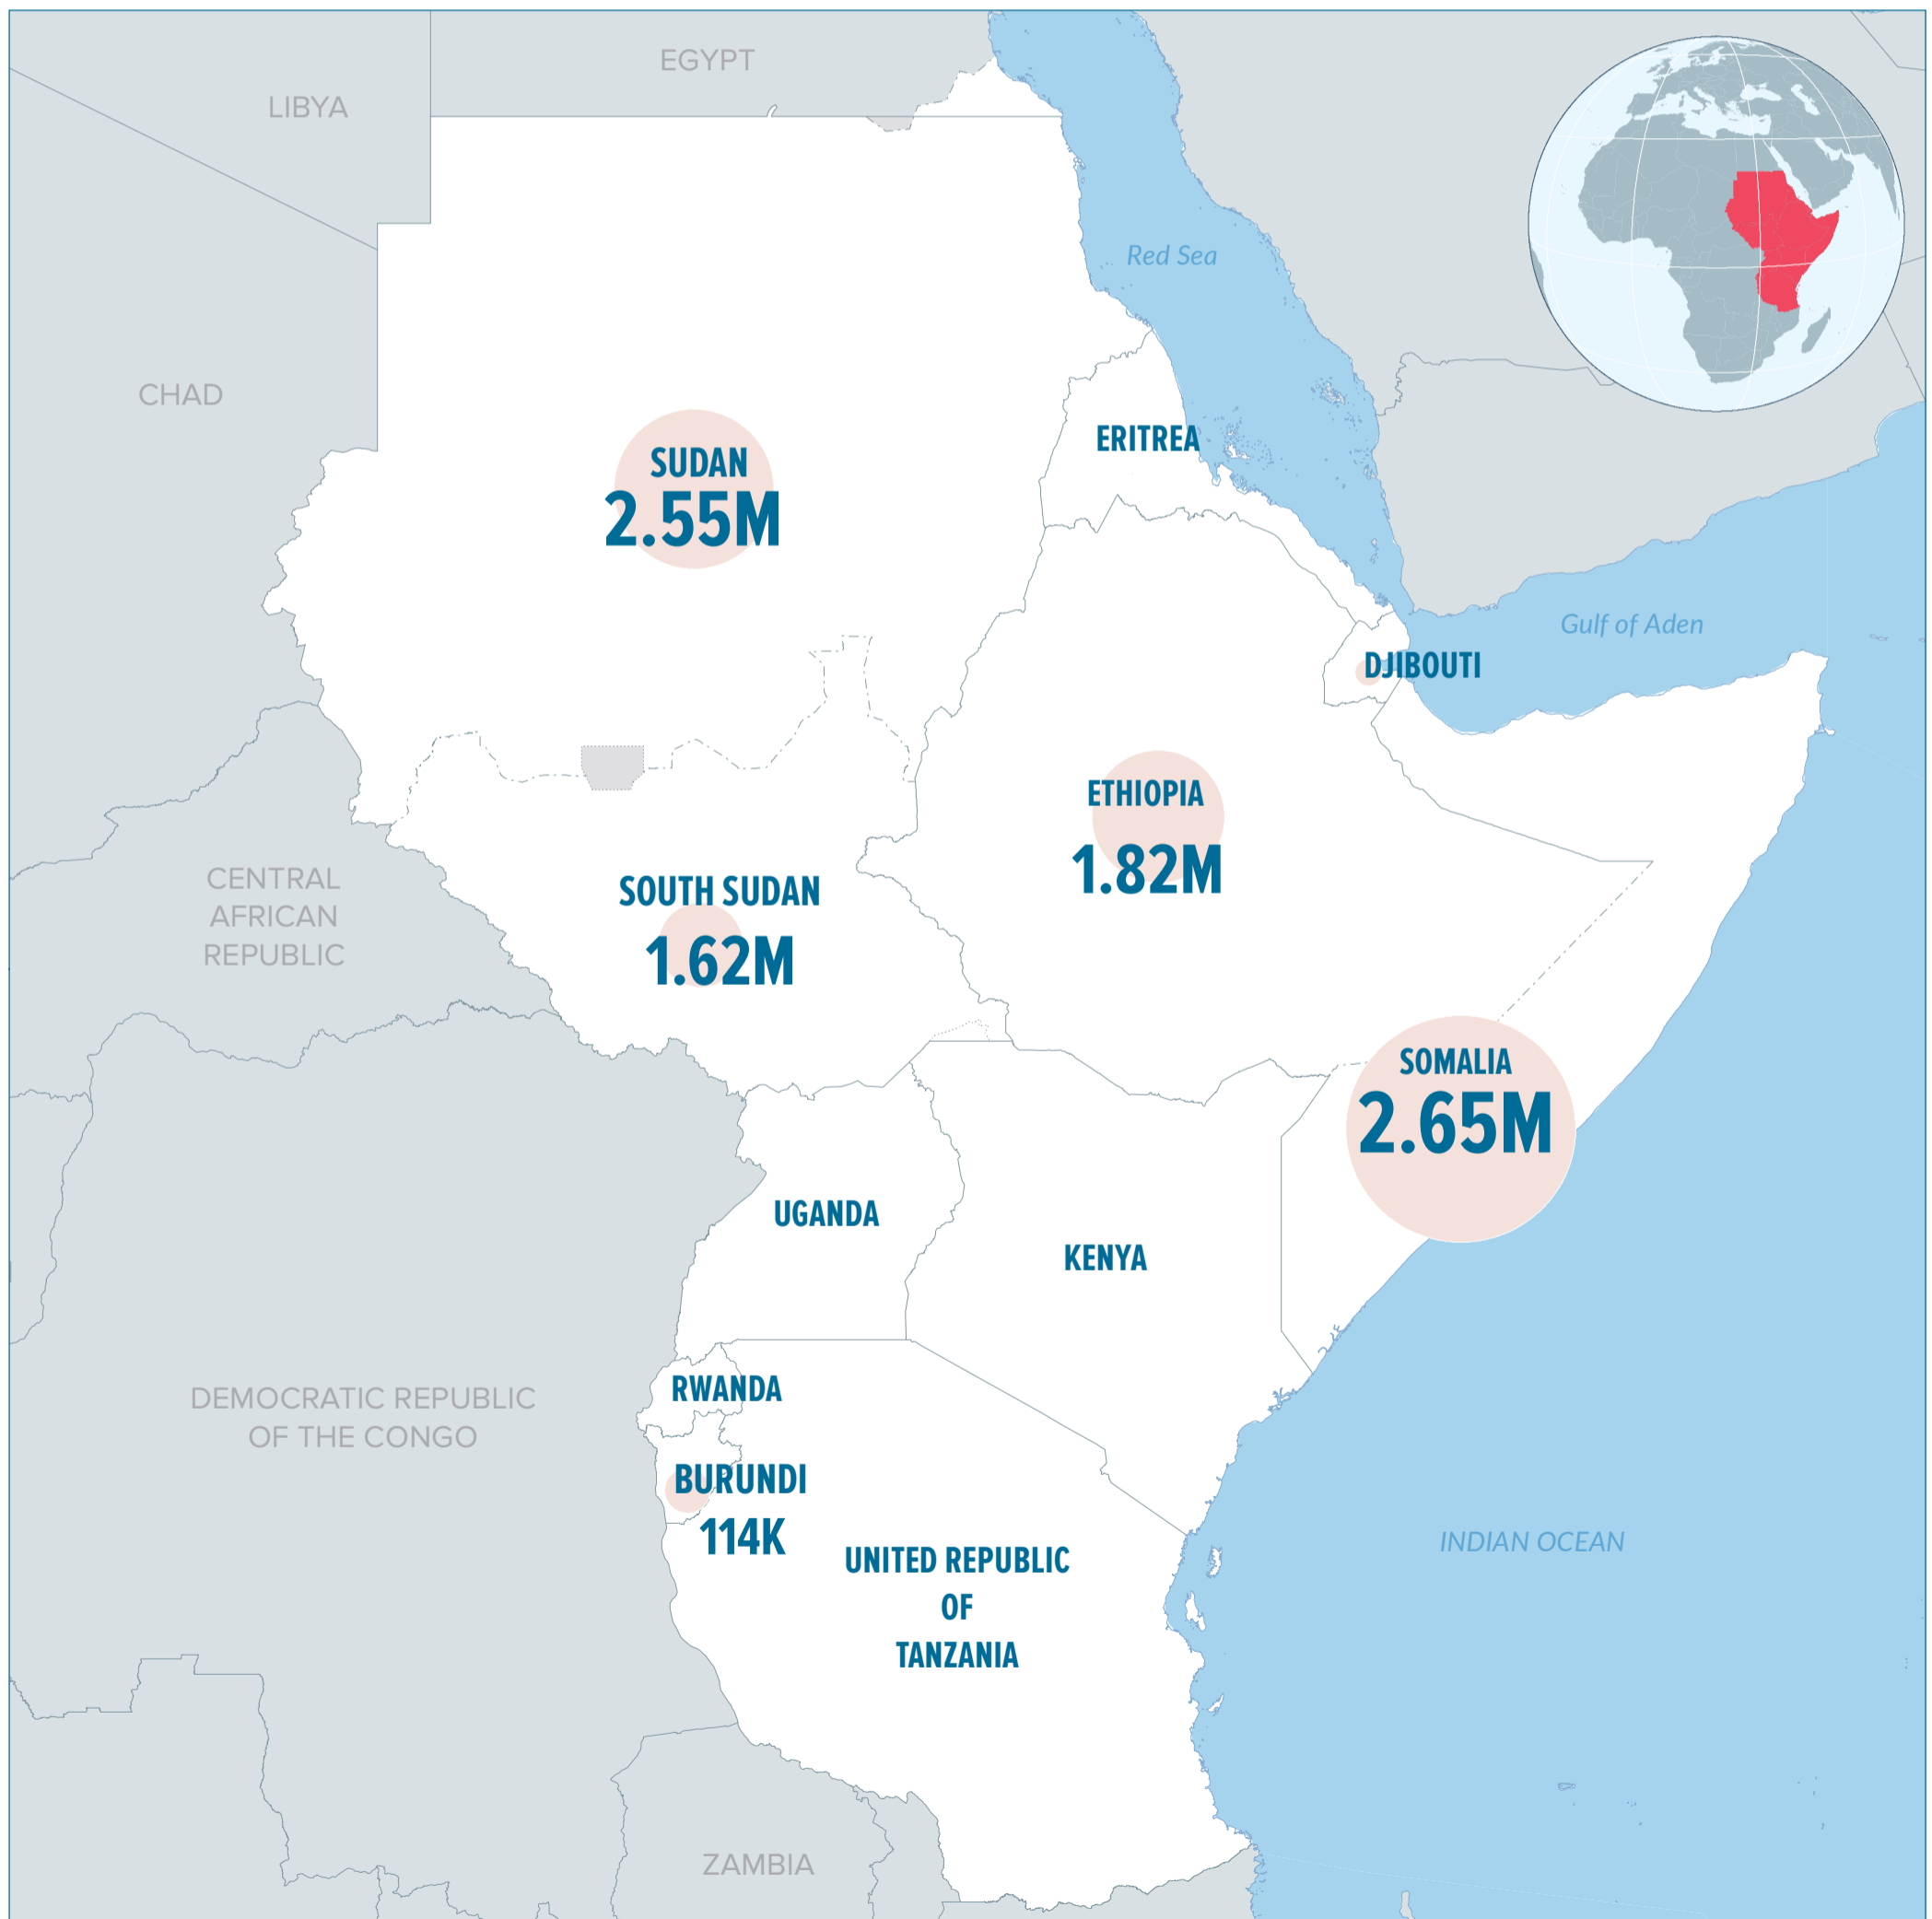 EGYPT
LIBYA
Red Sea
CHAD
ERITREA
SUDAN
2.55M
Gulf of Aden
DJIBOUTI
ETHIOPIA
1.82M
CENTRAL
AFRICAN
REPUBLIC
SOUTH SUDAN
1.62M
SOMALIA
2.65M
UGANDA
KENYA
RWANDA
DEMOCRATIC REPUBLIC
OF THE CONGO
BURUNDI
114K
INDIAN OCEAN
UNITED REPUBLIC
OF
TANZANIA
ZAMBIA